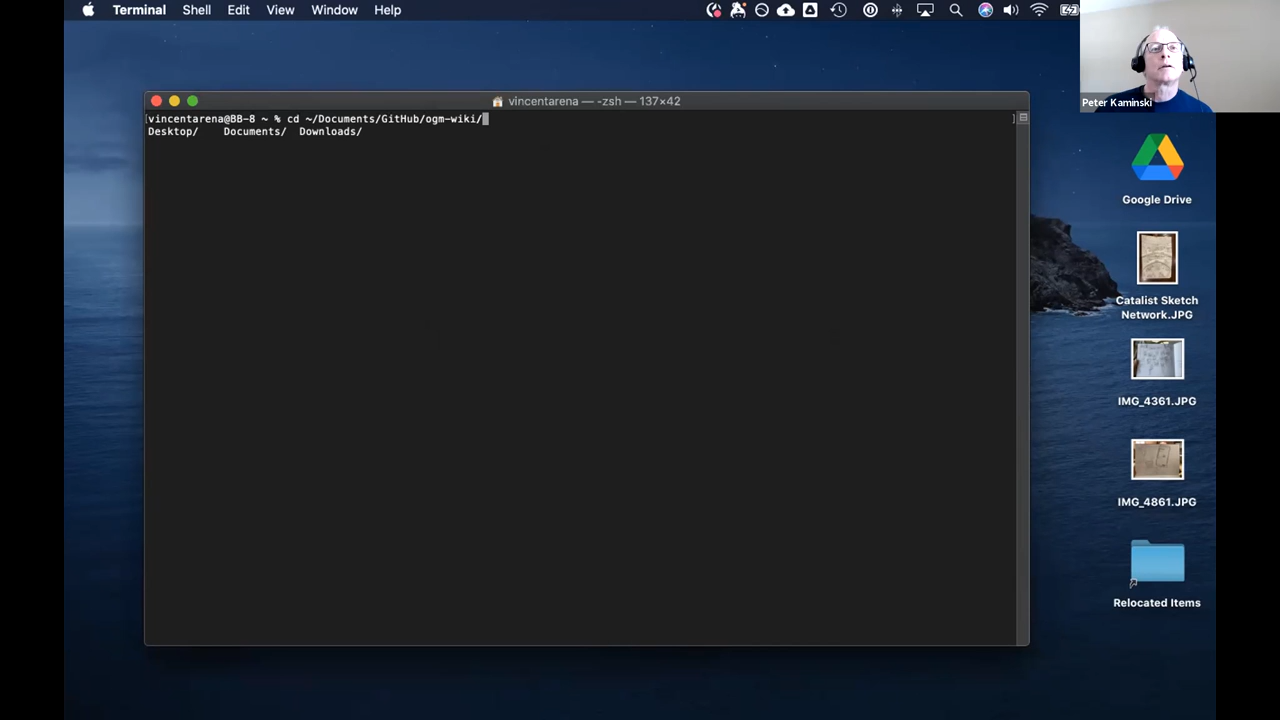 Terminal Shell Edit View Window Help
vincentarena — -zsh — 137×42
[vincentarena@BB-8 ~ % cd ~/Documents/GitHub/ogm-wiki/ ]
Desktop/ Documents/ Downloads/
Peter Kaminski
Google Drive
Catalist Sketch
Network.JPG
IMG_4361.JPG
IMG_4861.JPG
Relocated Items